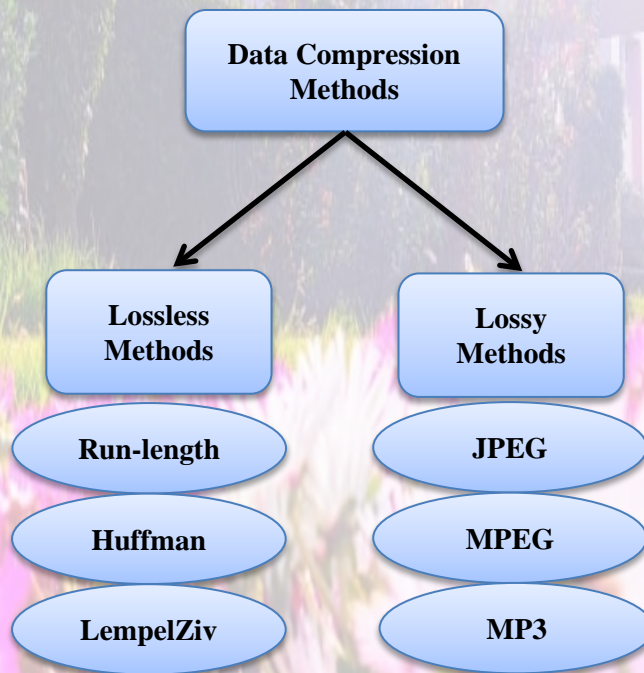 Data Compression
Methods
Lossless
Methods
Run-length
Huffman
LempelZiv
Lossy
Methods
JPEG
MPEG
MP3